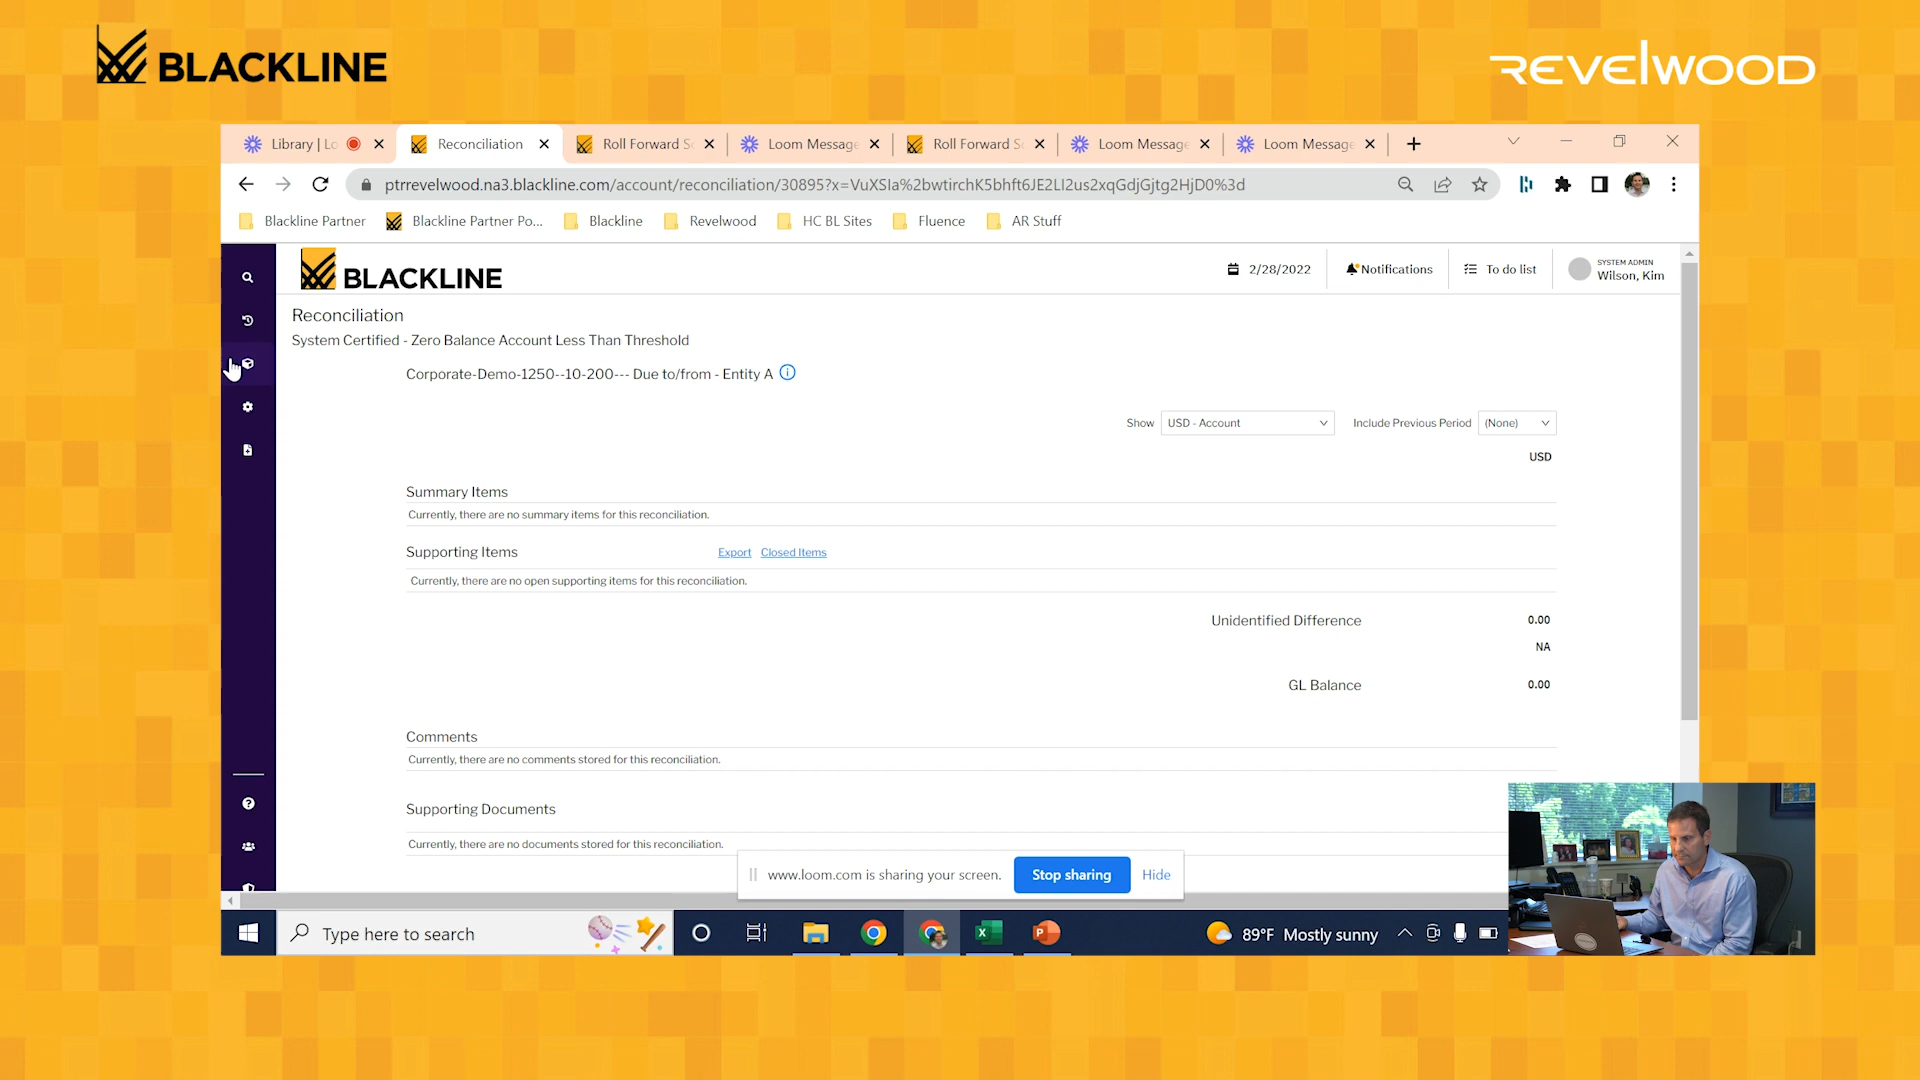 BLACKLINE
REVELWOOD
Library | Lo
Reconciliation
Roll Forward Sc
Loom Message
Roll Forward Sc
Loom Message
Loom Message
ptrrevelwood.na3.blackline.com/account/reconciliation/30895?x=VuXSIa%2bwtirchK5bhft6JE2LI2us2xqGdjGjtg2HjD0%3d
Blackline Partner
Blackline Partner Po...
Blackline
Revelwood
HC BL Sites
Fluence
AR Stuff
BLACKLINE
2/28/2022
Notifications
To do list
SYSTEM ADMIN
Wilson, Kim
Reconciliation
System Certified - Zero Balance Account Less Than Threshold
Corporate-Demo-1250--10-200--- Due to/from - Entity A
Show
USD - Account
Include Previous Period
(None)
USD
Summary Items
Currently, there are no summary items for this reconciliation.
Supporting Items
Export
Closed Items
Currently, there are no open supporting items for this reconciliation.
Unidentified Difference
0.00
NA
GL Balance
0.00
Comments
Currently, there are no comments stored for this reconciliation.
Supporting Documents
Currently, there are no documents stored for this reconciliation.
www.loom.com is sharing your screen.
Stop sharing
Hide
Type here to search
89°F Mostly sunny